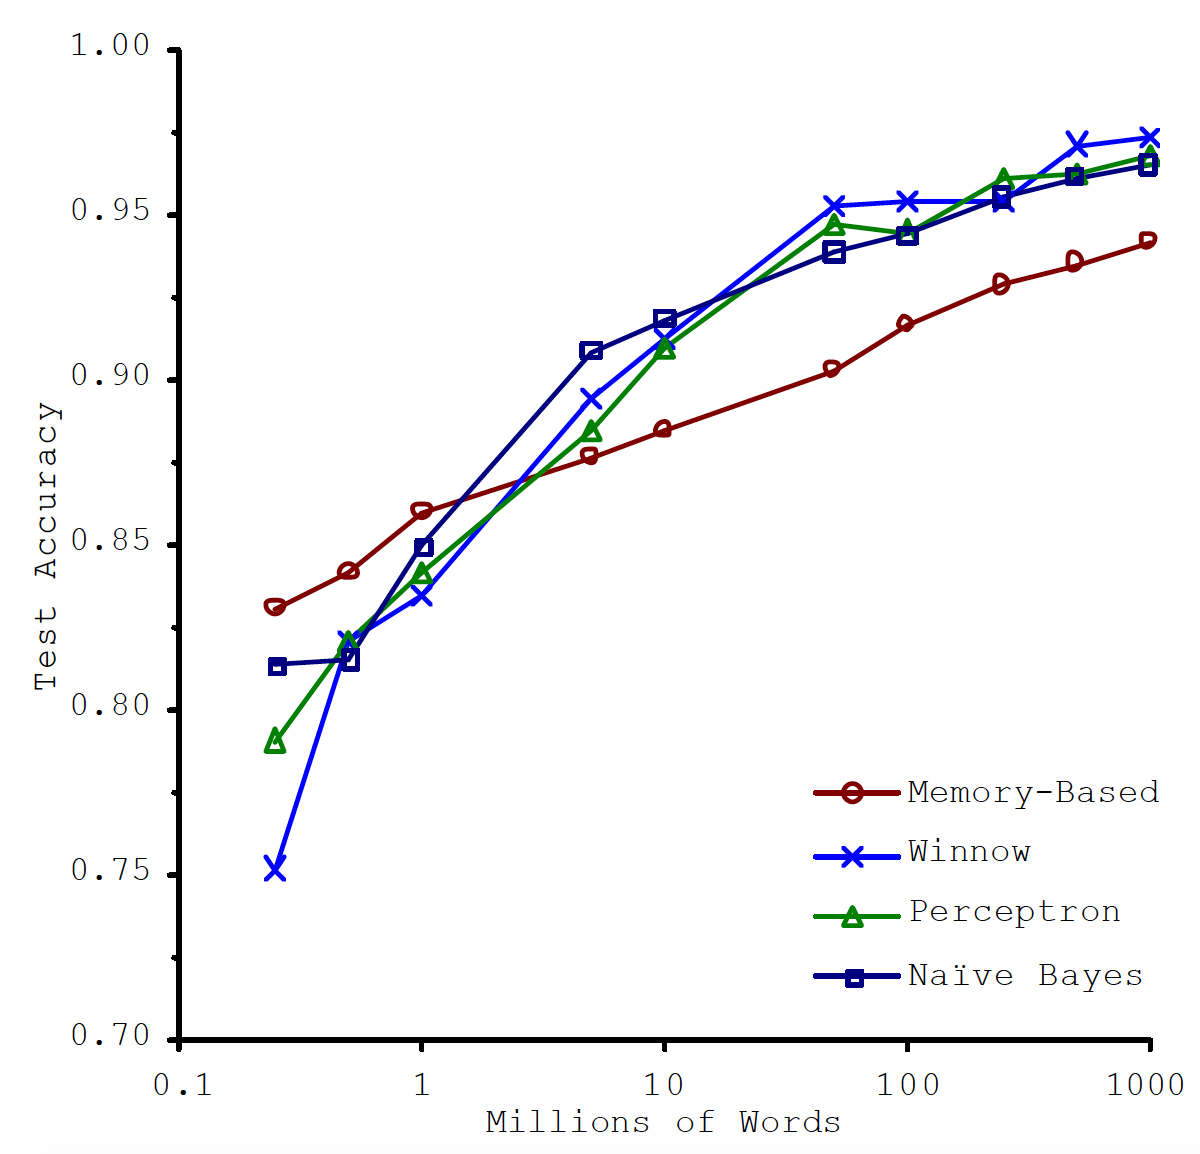 1.00
0.95
0.90
0.85
0.80
0.75
0.70
Test Accuracy
Memory-Based
Winnow
Perceptron
Naïve Bayes
0.1 1 10 100 1000
Millions of Words